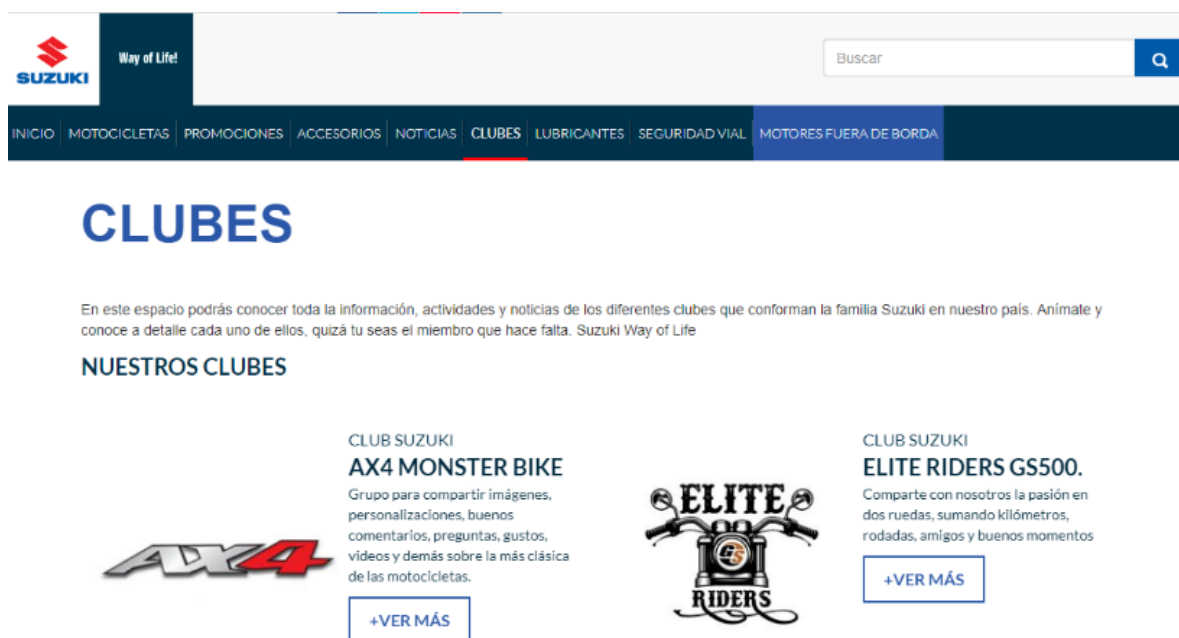 SUZUKI
Way of Life!
Buscar
INICIO MOTOCICLETAS PROMOCIONES ACCESORIOS NOTICIAS CLUBES LUBRICANTES SEGURIDAD VIAL MOTORES FUERA DE BORDA
CLUBES
En este espacio podrás conocer toda la información, actividades y noticias de los diferentes clubes que conforman la familia Suzuki en nuestro país. Anímate y
conoce a detalle cada uno de ellos, quizá tu seas el miembro que hace falta. Suzuki Way of Life
NUESTROS CLUBES
AX4
CLUB SUZUKI
AX4 MONSTER BIKE
Grupo para compartir imágenes,
personalizaciones, buenos
comentarios, preguntas, gustos,
videos y demás sobre la más clásica
de las motocicletas.
+VER MÁS
ELITE
GS
RIDERS
CLUB SUZUKI
ELITE RIDERS GS500.
Comparte con nosotros la pasión en
dos ruedas, sumando kilómetros,
rodadas, amigos y buenos momentos
+VER MÁS